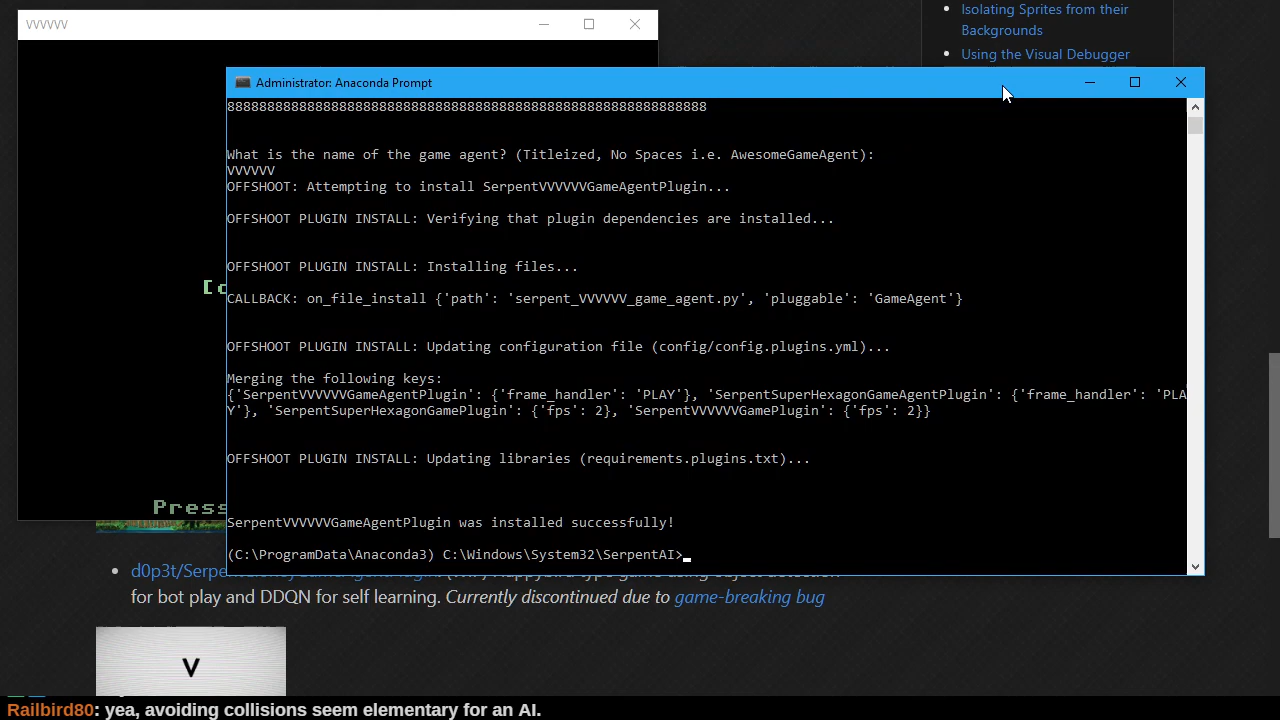 VVVVVV
Isolating Sprites from their
Backgrounds
Using the Visual Debugger
Administrator: Anaconda Prompt
888888888888888888888888888888888888888888888888888888888888
What is the name of the game agent? (Titleized, No Spaces i.e. AwesomeGameAgent):
VVVVVV
OFFSHOOT: Attempting to install SerpentVVVVVVGameAgentPlugin...
OFFSHOOT PLUGIN INSTALL: Verifying that plugin dependencies are installed...
OFFSHOOT PLUGIN INSTALL: Installing files...
[c
CALLBACK: on_file_install {'path': 'serpent_VVVVVV_game_agent.py', 'pluggable': 'GameAgent'}
OFFSHOOT PLUGIN INSTALL: Updating configuration file (config/config.plugins.yml)...
Merging the following keys:
{'SerpentVVVVVVGameAgentPlugin': {'frame_handler': 'PLAY'}, 'SerpentSuperHexagonGameAgentPlugin': {'frame_handler': 'PLA
Y'}, 'SerpentSuperHexagonGamePlugin': {'fps': 2}, 'SerpentVVVVVVGamePlugin': {'fps': 2}}
OFFSHOOT PLUGIN INSTALL: Updating libraries (requirements.plugins.txt)...
Press
SerpentVVVVVVGameAgentPlugin was installed successfully!
(C:\ProgramData\Anaconda3) C:\Windows\System32\SerpentAI>
d0p3t/Serpe
for bot play and DDQN for self learning. Currently discontinued due to game-breaking bug
V
Railbird80: yea, avoiding collisions seem elementary for an AI.